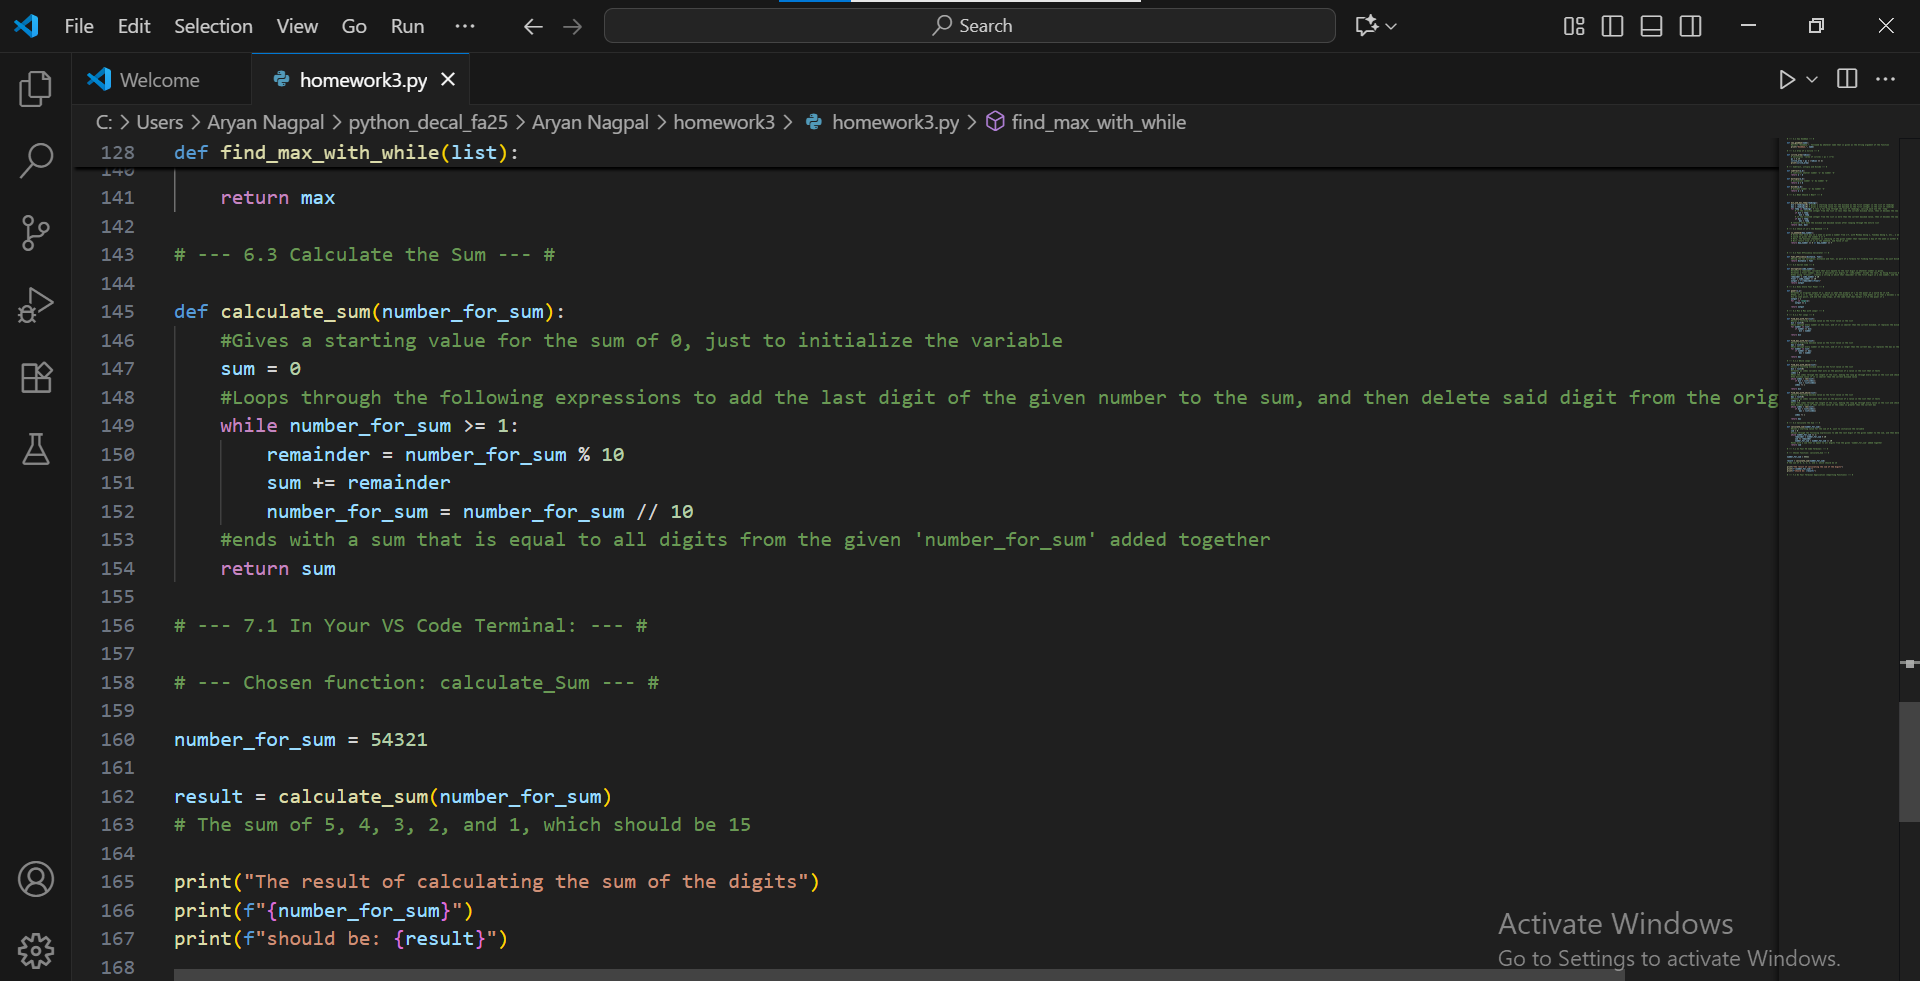 File Edit Selection View Go Run ··· Search
Welcome homework3.py
C: > Users > Aryan Nagpal > python_decal_fa25 > Aryan Nagpal > homework3 > homework3.py > find_max_with_while
128 def find_max_with_while(list):
140
141 return max
142
143 # --- 6.3 Calculate the Sum --- #
144
145 def calculate_sum(number_for_sum):
146 #Gives a starting value for the sum of 0, just to initialize the variable
147 sum = 0
148 #Loops through the following expressions to add the last digit of the given number to the sum, and then delete said digit from the orig
149 while number_for_sum >= 1:
150 remainder = number_for_sum % 10
151 sum += remainder
152 number_for_sum = number_for_sum // 10
153 #ends with a sum that is equal to all digits from the given 'number_for_sum' added together
154 return sum
155
156 # --- 7.1 In Your VS Code Terminal: --- #
157
158 # --- Chosen function: calculate_Sum --- #
159
160 number_for_sum = 54321
161
162 result = calculate_sum(number_for_sum)
163 # The sum of 5, 4, 3, 2, and 1, which should be 15
164
165 print("The result of calculating the sum of the digits")
166 print(f"{number_for_sum}")
167 print(f"should be: {result}")
168
Activate Windows
Go to Settings to activate Windows.